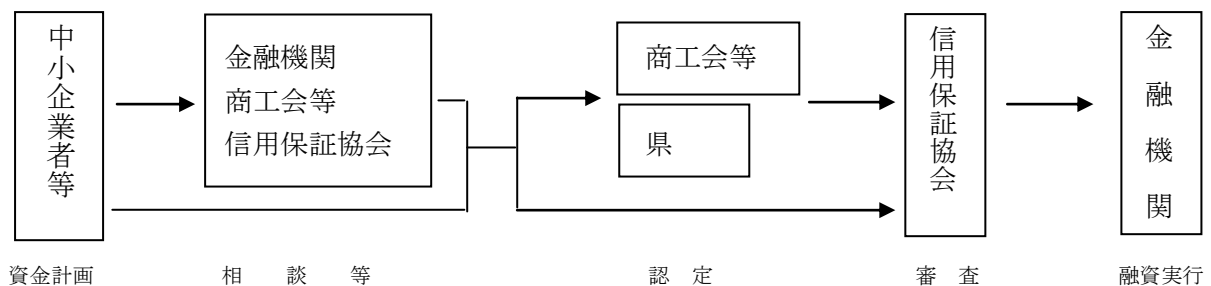 中小企業者等
金融機関
商工会等
信用保証協会
商工会等
県
信用保証協会
金融機関
資金計画
相談等
認定
審査
融資実行